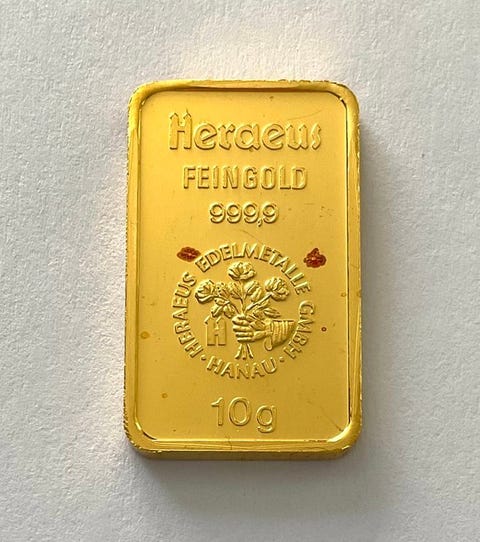 Heraeus
FEINGOLD
999,9
HERAEUS EDELMETALLE GMBH
H
· HANAU ·
10g